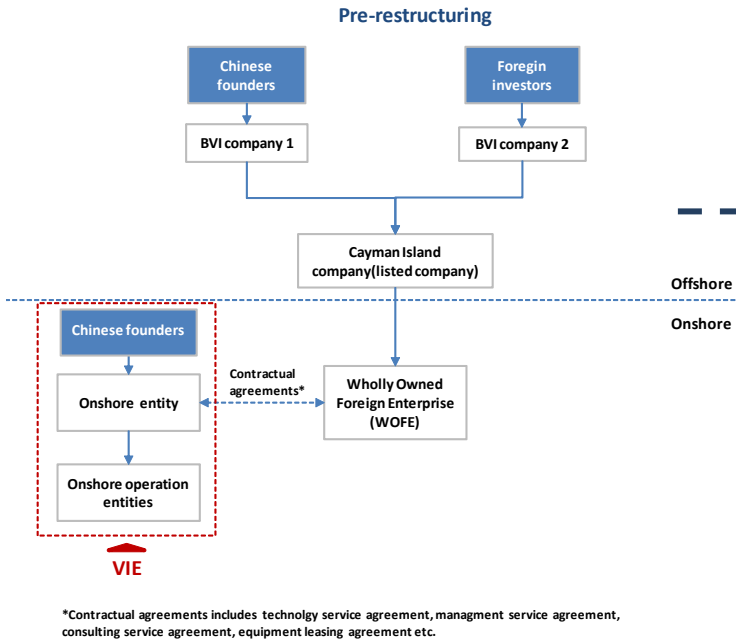 Pre-restructuring
Chinese
founders
Foregin
investors
BVI company 1
BVI company 2
Cayman Island
company(listed company)
Offshore
Onshore
Chinese founders
Contractual
agreements*
Onshore entity
Wholly Owned
Foreign Enterprise
(WOFE)
Onshore operation
entities
VIE
*Contractual agreements includes technolgy service agreement, managment service agreement,
consulting service agreement, equipment leasing agreement etc.